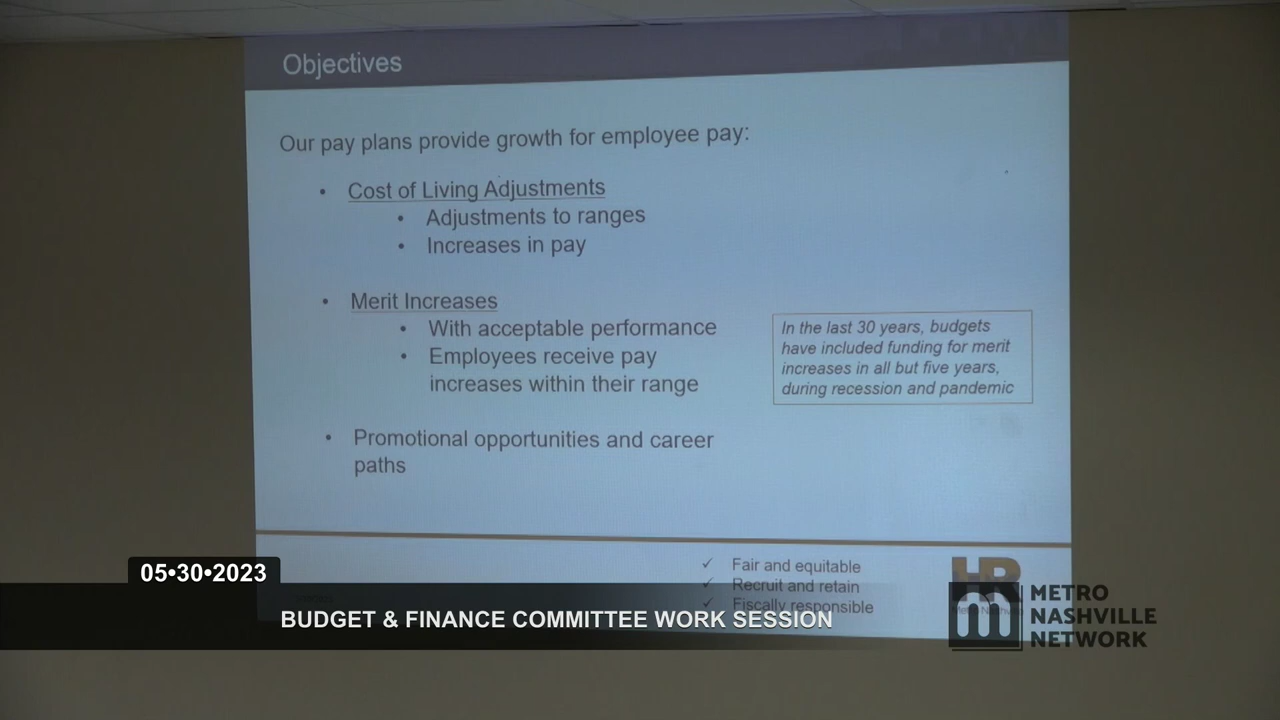 Objectives
Our pay plans provide growth for employee pay:
• Cost of Living Adjustments
• Adjustments to ranges
• Increases in pay
• Merit Increases
• With acceptable performance
• Employees receive pay
increases within their range
In the last 30 years, budgets
have included funding for merit
increases in all but five years,
during recession and pandemic
• Promotional opportunities and career
paths
✓ Fair and equitable
✓ Recruit and retain
✓ Fiscally responsible
HR
05•30•2023
BUDGET & FINANCE COMMITTEE WORK SESSION
METRO
NASHVILLE
NETWORK